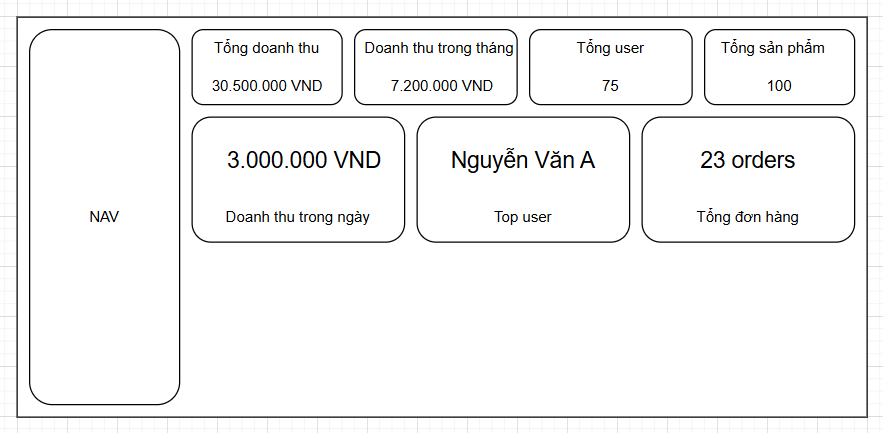 NAV
Tổng doanh thu
30.500.000 VND
Doanh thu trong tháng
7.200.000 VND
Tổng user
75
Tổng sản phẩm
100
3.000.000 VND
Doanh thu trong ngày
Nguyễn Văn A
Top user
23 orders
Tổng đơn hàng